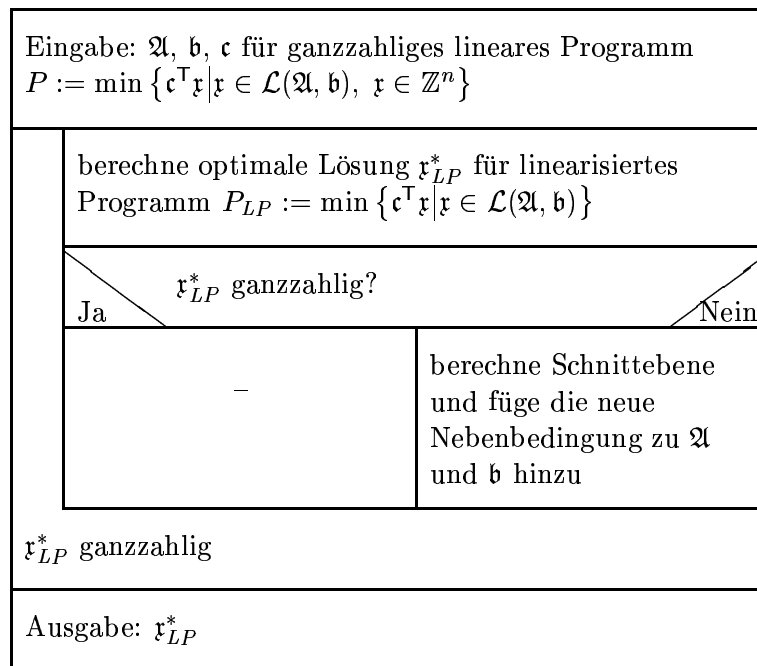 Eingabe: 𝔄, 𝔟, 𝔠 für ganzzahliges lineares Programm
P := min {𝔠ᵀ𝔵|𝔵 ∈ ℒ(𝔄, 𝔟), 𝔵 ∈ ℤⁿ}
berechne optimale Lösung 𝔵*_LP für linearisiertes
Programm P_LP := min {𝔠ᵀ𝔵|𝔵 ∈ ℒ(𝔄, 𝔟)}
𝔵*_LP ganzzahlig?
Ja
Nein
–
berechne Schnittebene
und füge die neue
Nebenbedingung zu 𝔄
und 𝔟 hinzu
𝔵*_LP ganzzahlig
Ausgabe: 𝔵*_LP